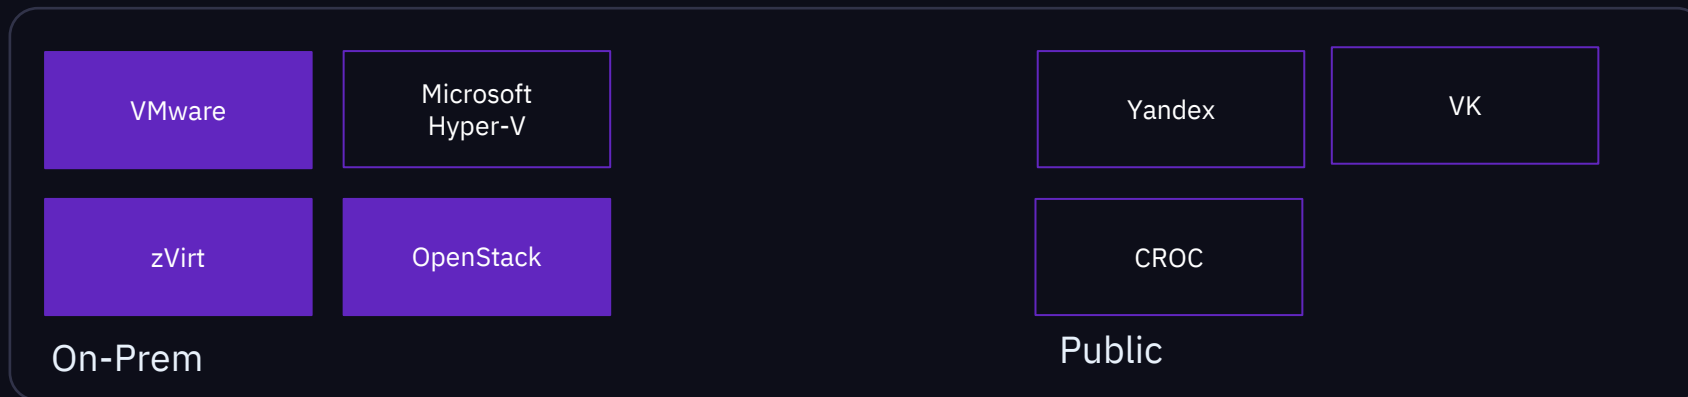 VMware
Microsoft
Hyper-V
zVirt
OpenStack
On-Prem
Yandex
VK
CROC
Public